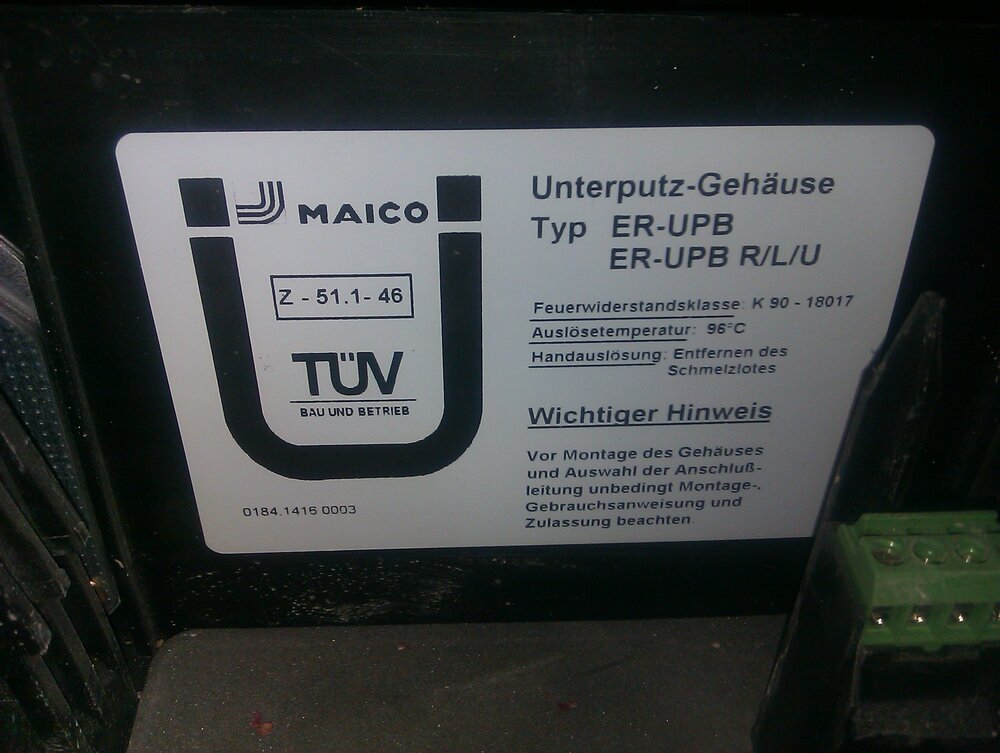 MAICO
Z - 51.1- 46
TÜV
BAU UND BETRIEB
0184.1416 0003
Unterputz-Gehäuse
Typ ER-UPB
ER-UPB R/L/U
Feuerwiderstandsklasse: K 90 - 18017
Auslösetemperatur: 96°C
Handauslösung: Entfernen des
Schmelzlotes
Wichtiger Hinweis
Vor Montage des Gehäuses
und Auswahl der Anschluß-
leitung unbedingt Montage-,
Gebrauchsanweisung und
Zulassung beachten.